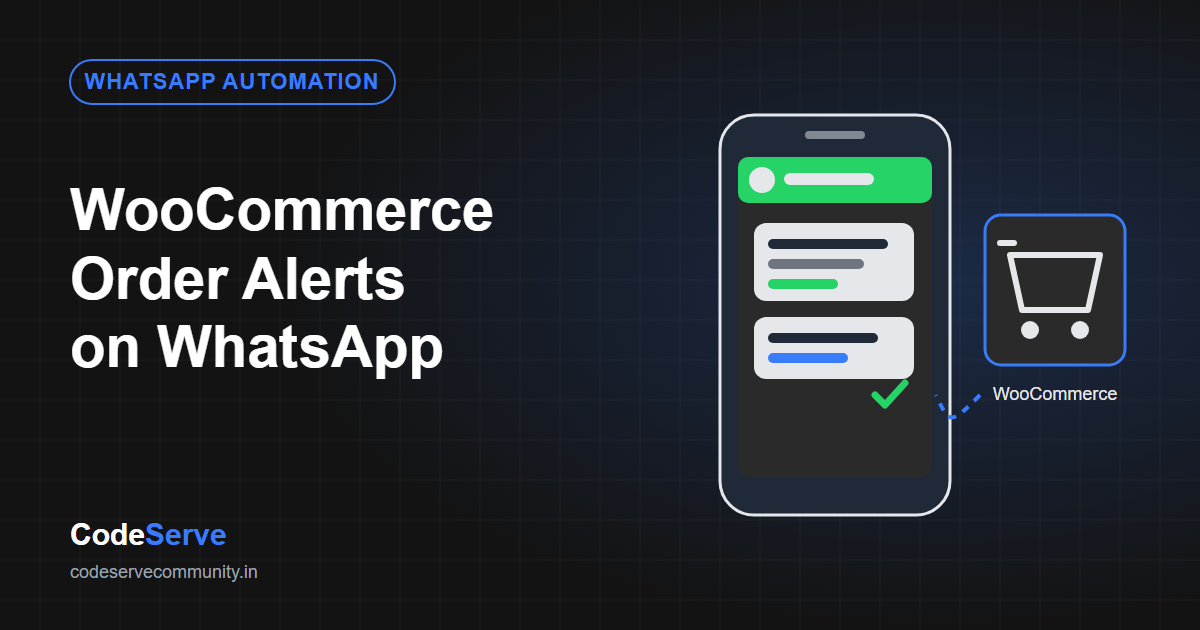 WHATSAPP AUTOMATION
WooCommerce
Order Alerts
on WhatsApp
WooCommerce
CodeServe
codeservecommunity.in